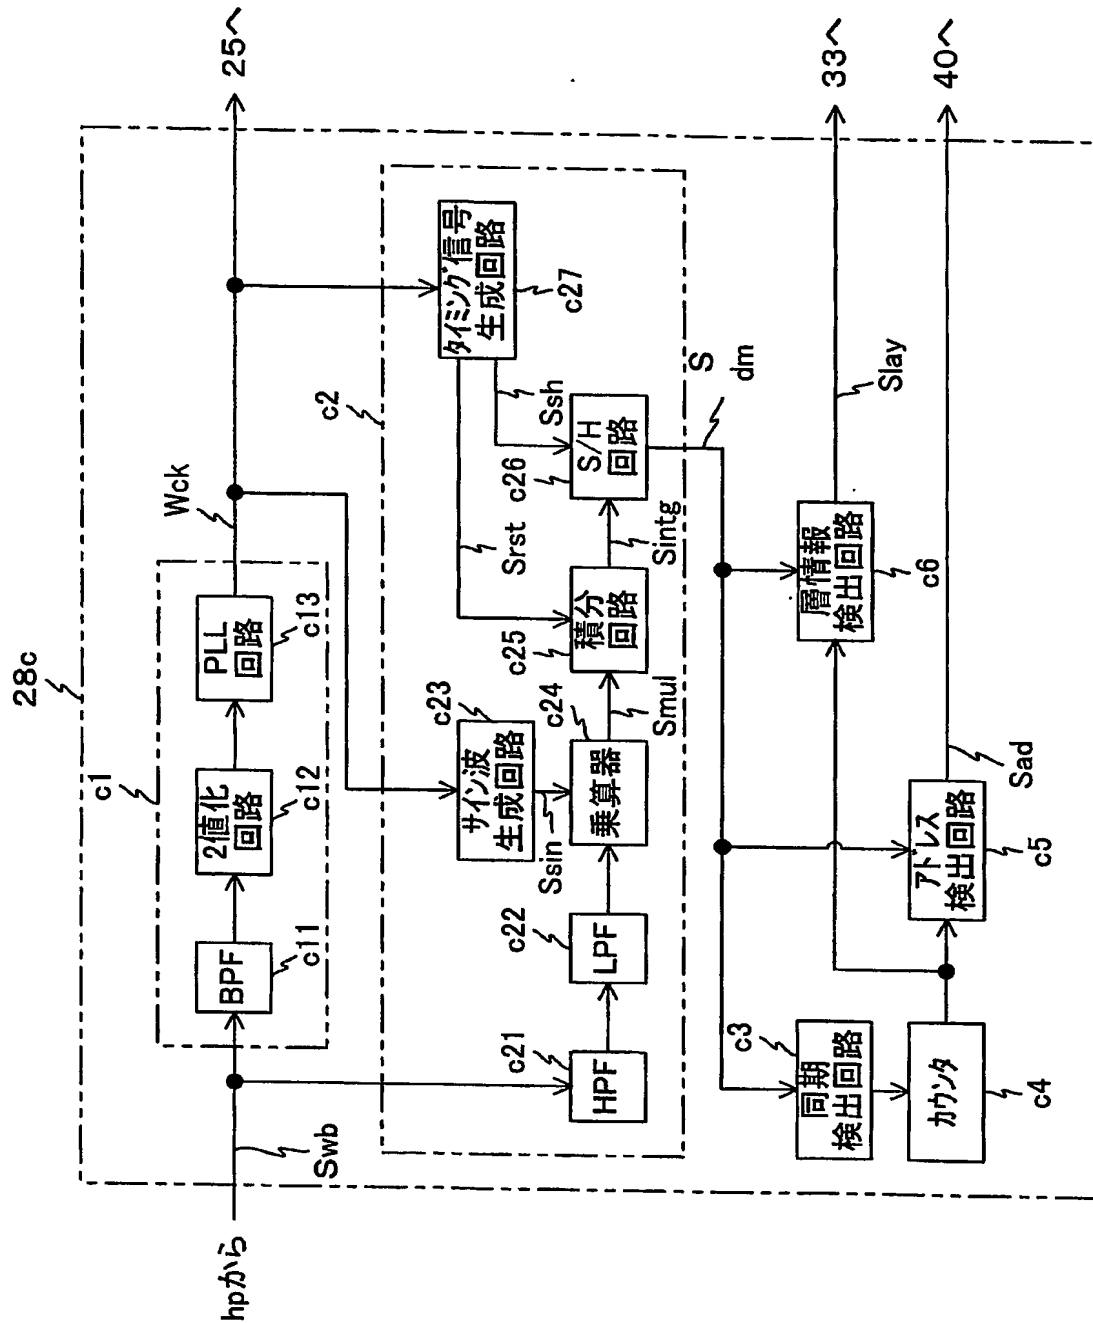 28c
hpから
Swb
c1
BPF
c11
2値化
回路
c12
PLL
回路
c13
Wck
25へ
c2
HPF
c21
LPF
c22
サイン波
生成回路
c23
Ssin
乗算器
c24
Smul
積分
回路
c25
Sintg
Srst
S/H
回路
c26
Ssh
タイミング信号
生成回路
c27
S
dm
同期
検出回路
c3
カウンタ
c4
アドレス
検出回路
c5
Sad
40へ
層情報
検出回路
c6
Slay
33へ